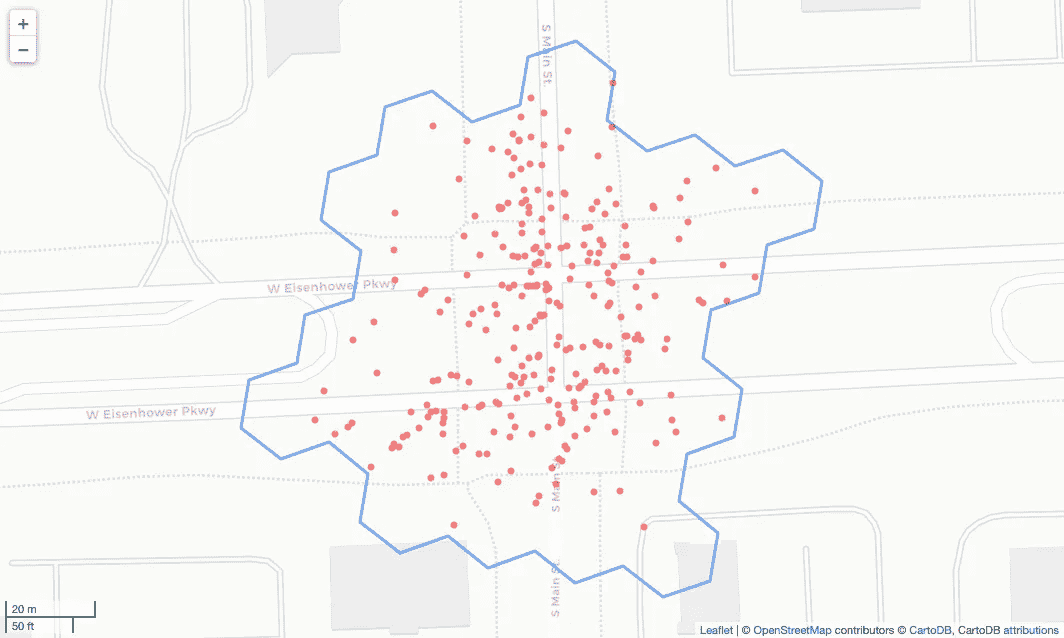 +
−
S Main St
W Eisenhower Pkwy
W Eisenhower Pkwy
S Main St
S Main St
20 m
50 ft
Leaflet | © OpenStreetMap contributors © CartoDB, CartoDB attributions